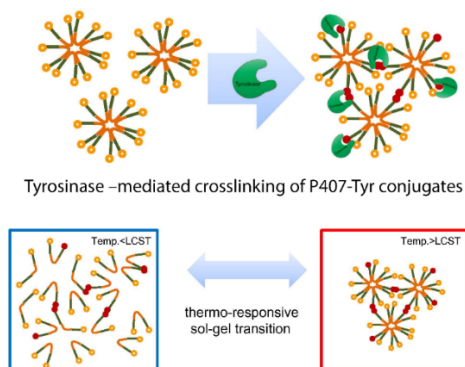 Tyrosinase
Tyrosinase –mediated crosslinking of P407-Tyr conjugates
Temp.<LCST
Temp.>LCST
thermo-responsive
sol-gel transition